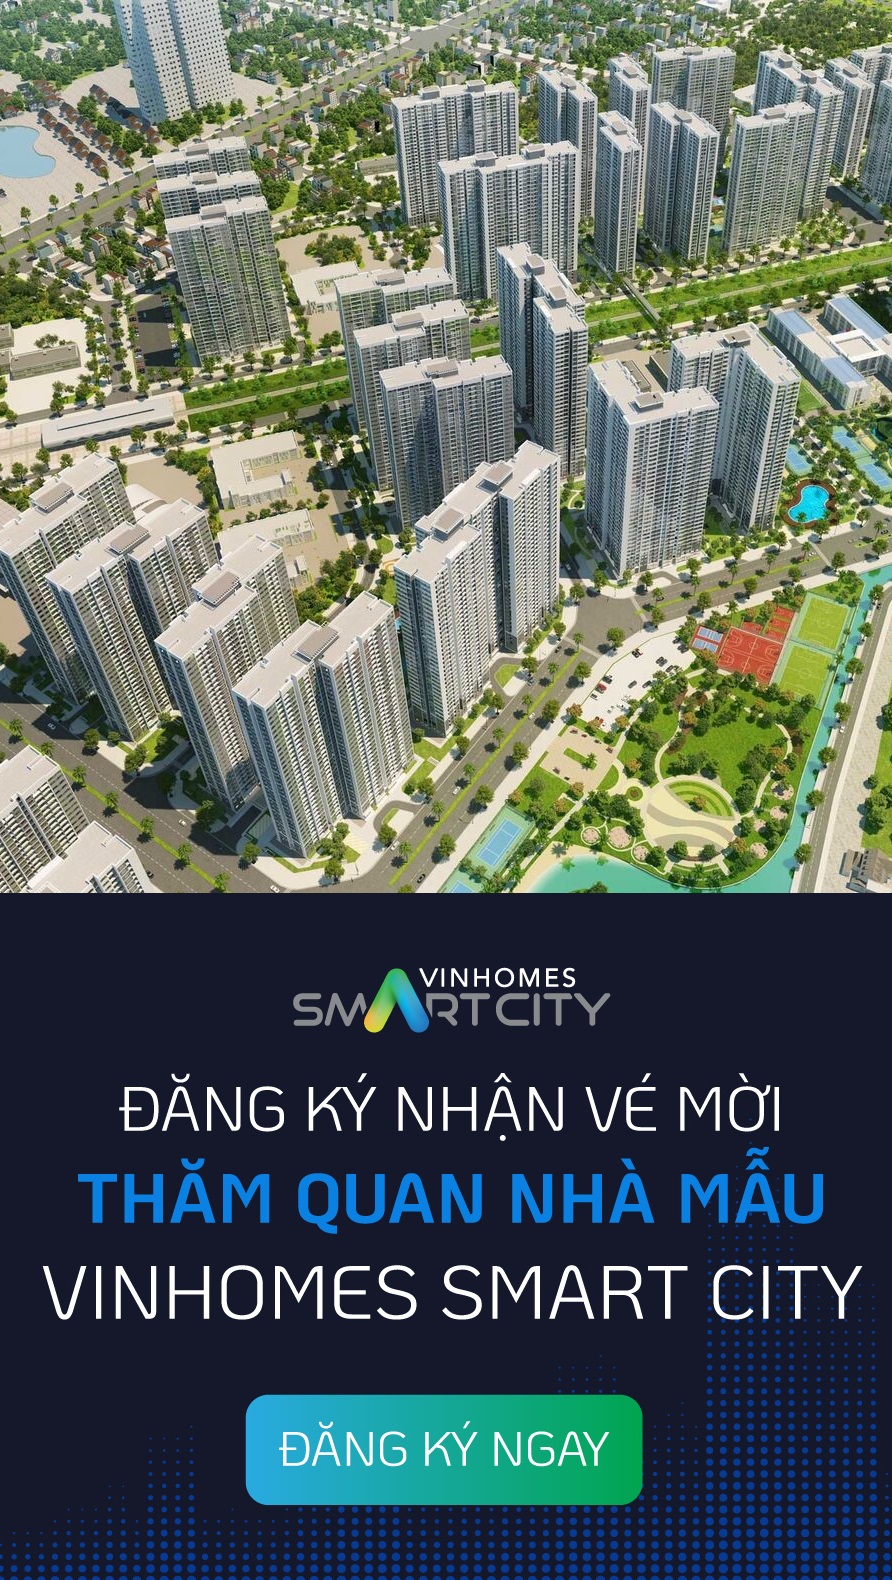 VINHOMES
SMARTCITY
ĐĂNG KÝ NHẬN VÉ MỜI
THĂM QUAN NHÀ MẪU
VINHOMES SMART CITY
ĐĂNG KÝ NGAY